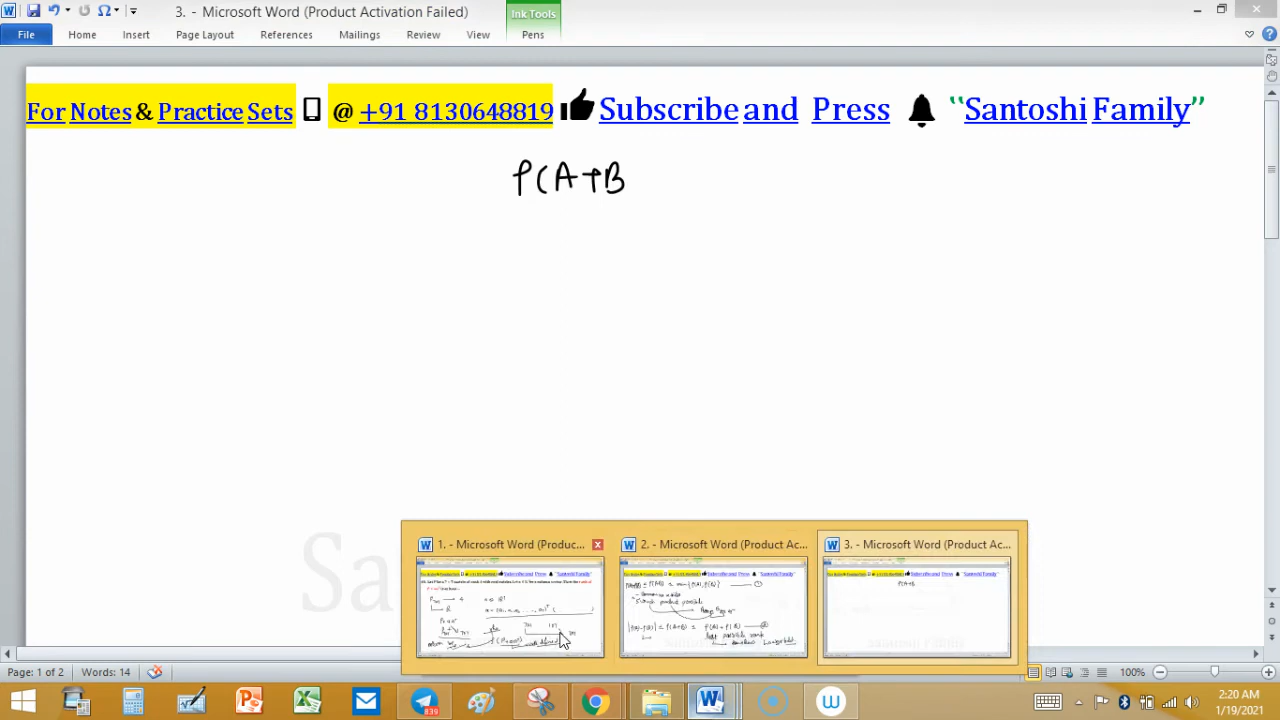 3. - Microsoft Word (Product Activation Failed)
Ink Tools
File Home Insert Page Layout References Mailings Review View Pens
For Notes & Practice Sets @ +91 8130648819 Subscribe and Press "Santoshi Family"
P(A+B
Sa
1. - Microsoft Word (Produc... 2. - Microsoft Word (Product Ac... 3. - Microsoft Word (Product Ac...
Page: 1 of 2 Words: 14 100%
R39
2:20 AM
1/19/2021